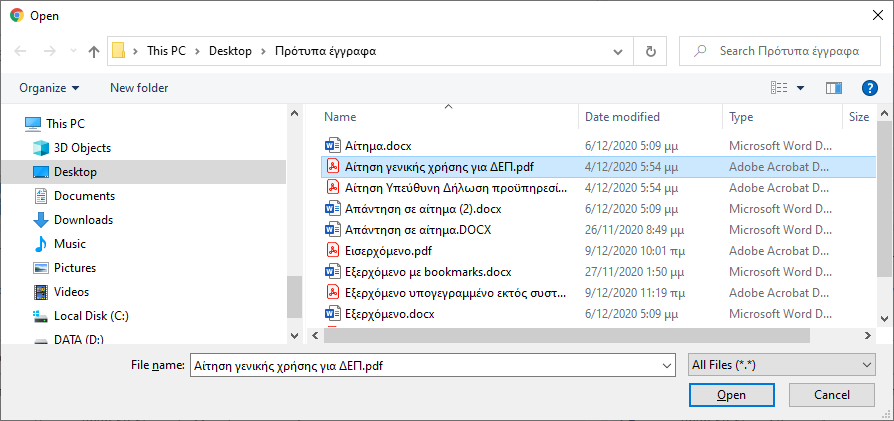 Open
This PC > Desktop > Πρότυπα έγγραφα
Search Πρότυπα έγγραφα
Organize
New folder
This PC
3D Objects
Desktop
Documents
Downloads
Music
Pictures
Videos
Local Disk (C:)
DATA (D:)
Name Date modified Type Size
Αίτημα.docx 6/12/2020 5:09 μμ Microsoft Word D...
Αίτηση γενικής χρήσης για ΔΕΠ.pdf 4/12/2020 5:54 μμ Adobe Acrobat D...
Αίτηση Υπεύθυνη Δήλωση προϋπηρεσί... 4/12/2020 5:54 μμ Adobe Acrobat D...
Απάντηση σε αίτημα (2).docx 6/12/2020 5:09 μμ Microsoft Word D...
Απάντηση σε αίτημα.DOCX 26/11/2020 8:49 μμ Microsoft Word D...
Εισερχόμενο.pdf 9/12/2020 10:01 πμ Adobe Acrobat D...
Εξερχόμενο με bookmarks.docx 27/11/2020 1:50 μμ Microsoft Word D...
Εξερχόμενο υπογεγραμμένο εκτός συστ... 9/12/2020 11:19 πμ Adobe Acrobat D...
Εξερχόμενο.docx 6/12/2020 5:09 μμ Microsoft Word D...
File name: Αίτηση γενικής χρήσης για ΔΕΠ.pdf
All Files (*.*)
Open
Cancel